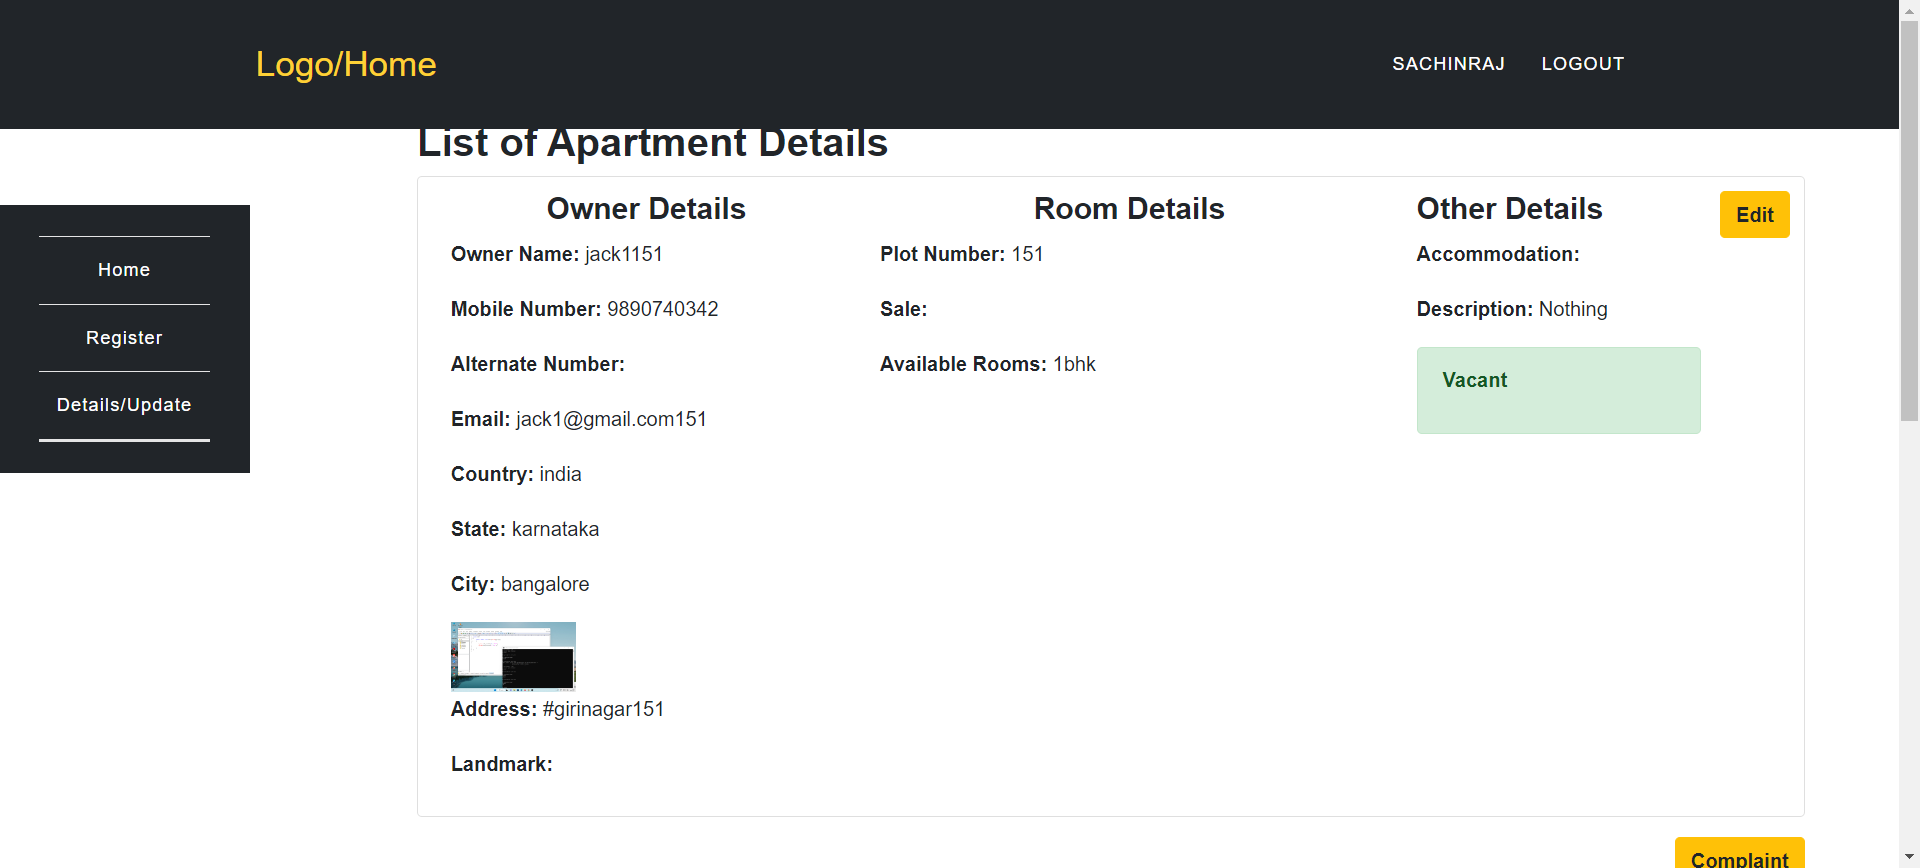 Logo/Home
SACHINRAJ LOGOUT
List of Apartment Details
Home
Register
Details/Update
Owner Details
Owner Name: jack1151
Mobile Number: 9890740342
Alternate Number:
Email: jack1@gmail.com151
Country: india
State: karnataka
City: bangalore
Address: #girinagar151
Landmark:
Room Details
Plot Number: 151
Sale:
Available Rooms: 1bhk
Other Details
Accommodation:
Description: Nothing
Vacant
Edit
Complaint